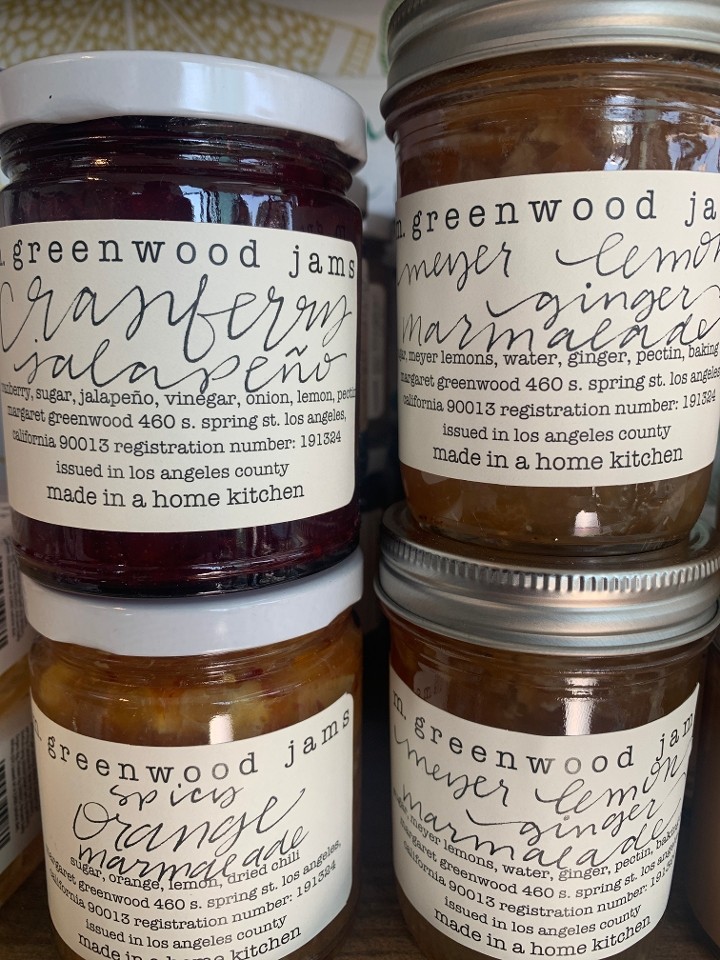 m. greenwood jams
cranberry
jalapeño
cranberry, sugar, jalapeño, vinegar, onion, lemon, pectin
margaret greenwood 460 s. spring st. los angeles,
california 90013 registration number: 191324
issued in los angeles county
made in a home kitchen
m. greenwood ja
meyer lemon
ginger
marmalade
meyer lemons, water, ginger, pectin, baking
margaret greenwood 460 s. spring st. los angeles
california 90013 registration number: 191324
issued in los angeles county
made in a home kitchen
m. greenwood jams
spicy
orange
marmalade
sugar, orange, lemon, dried chili
margaret greenwood 460 s. spring st. los angeles,
california 90013 registration number: 191324
issued in los angeles county
made in a home kitchen
m. greenwood jam
meyer lemon
ginger
marmalade
meyer lemons, water, ginger, pectin, baking
margaret greenwood 460 s. spring st. los angeles
california 90013 registration number: 191
issued in los angeles county
made in a home kitchen